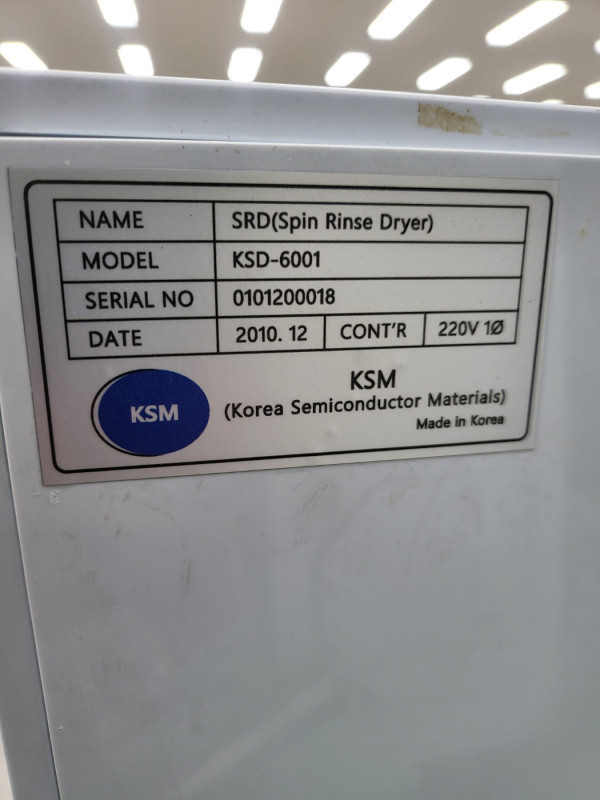 NAME SRD(Spin Rinse Dryer)
MODEL KSD-6001
SERIAL NO 0101200018
DATE 2010. 12 CONT'R 220V 1Ø
KSM
KSM
(Korea Semiconductor Materials)
Made in Korea